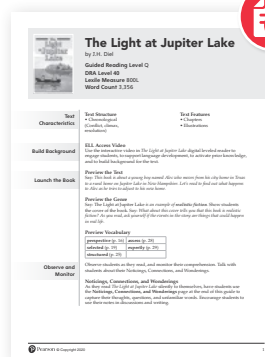 The Light at Jupiter Lake
by J.H. Diel
Guided Reading Level Q
DRA Level 40
Lexile Measure 800L
Word Count 3,356
Text Characteristics
Text Structure
• Chronological
(Conflict, climax,
resolution)
Text Features
• Chapters
• Illustrations
Build Background
ELL Access Video
Use the interactive video in The Light at Jupiter Lake digital leveled reader to
engage students, to support language development, to activate prior knowledge,
and to build background for the text.
Launch the Book
Preview the Text
Say: This book is about a young boy named Alec who moves from his city home in Texas
to a rural home on Jupiter Lake in New Hampshire. Let's read to find out what happens
to Alec as he tries to adjust to his new home.
Preview the Genre
Say: The Light at Jupiter Lake is an example of realistic fiction. Show students
the cover of the book. Say: What about this cover tells you that this book is realistic
fiction? As you read, ask yourself if the events in the story are things that could happen
in real life.
Preview Vocabulary
perspective (p. 16) access (p. 28)
selected (p. 19) expertly (p. 29)
structured (p. 25)
Observe and Monitor
Observe students as they read, and monitor their comprehension. Talk with
students about their Noticings, Connections, and Wonderings.
Noticings, Connections, and Wonderings
As they read The Light at Jupiter Lake silently to themselves, have students use
the Noticings, Connections, and Wonderings page at the end of this guide to
capture their thoughts, questions, and unfamiliar words. Encourage students to
use their notes in discussions and writing.
Pearson © Copyright 2020
1